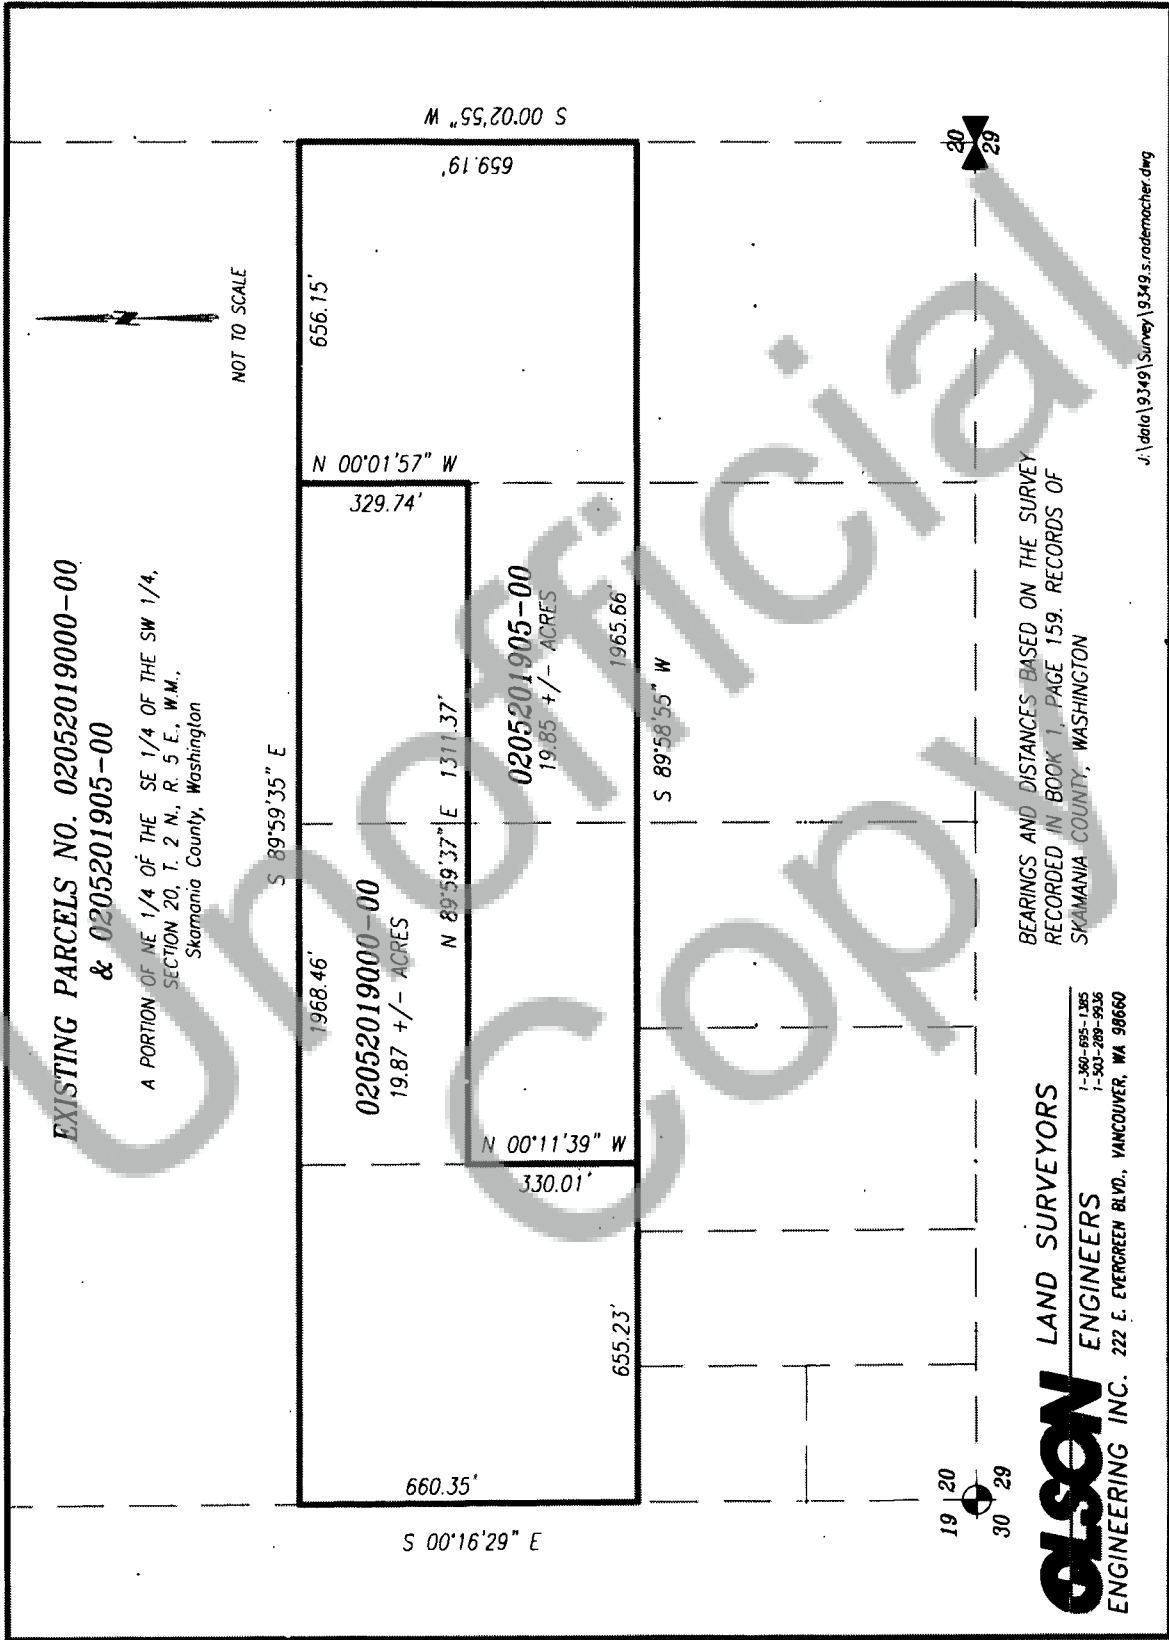 EXISTING PARCELS NO. 02052019000-00
& 0205201905-00
A PORTION OF NE 1/4 OF THE SE 1/4 OF THE SW 1/4,
SECTION 20, T. 2 N., R. 5 E., W.M.,
Skamania County, Washington
NOT TO SCALE
N
S 89°59'35" E
1968.46'
656.15'
S 00°16'29" E
660.35'
02052019000-00
19.87 +/- ACRES
329.74'
N 00°01'57" W
659.19'
S 00°02'55" W
N 89°59'37" E 1311.37'
N 00°11'39" W
330.01'
0205201905-00
19.85 +/- ACRES
655.23'
1965.66'
S 89°58'55" W
19 20
30 29
20
29
BEARINGS AND DISTANCES BASED ON THE SURVEY
RECORDED IN BOOK 1, PAGE 159. RECORDS OF
SKAMANIA COUNTY, WASHINGTON
OLSON
ENGINEERING INC.
LAND SURVEYORS
ENGINEERS
1-360-695-1385
1-503-289-9936
222 E. EVERGREEN BLVD., VANCOUVER, WA 98660
J:\data\9349\Survey\9349.s.rademacher.dwg
Unofficial
Copy